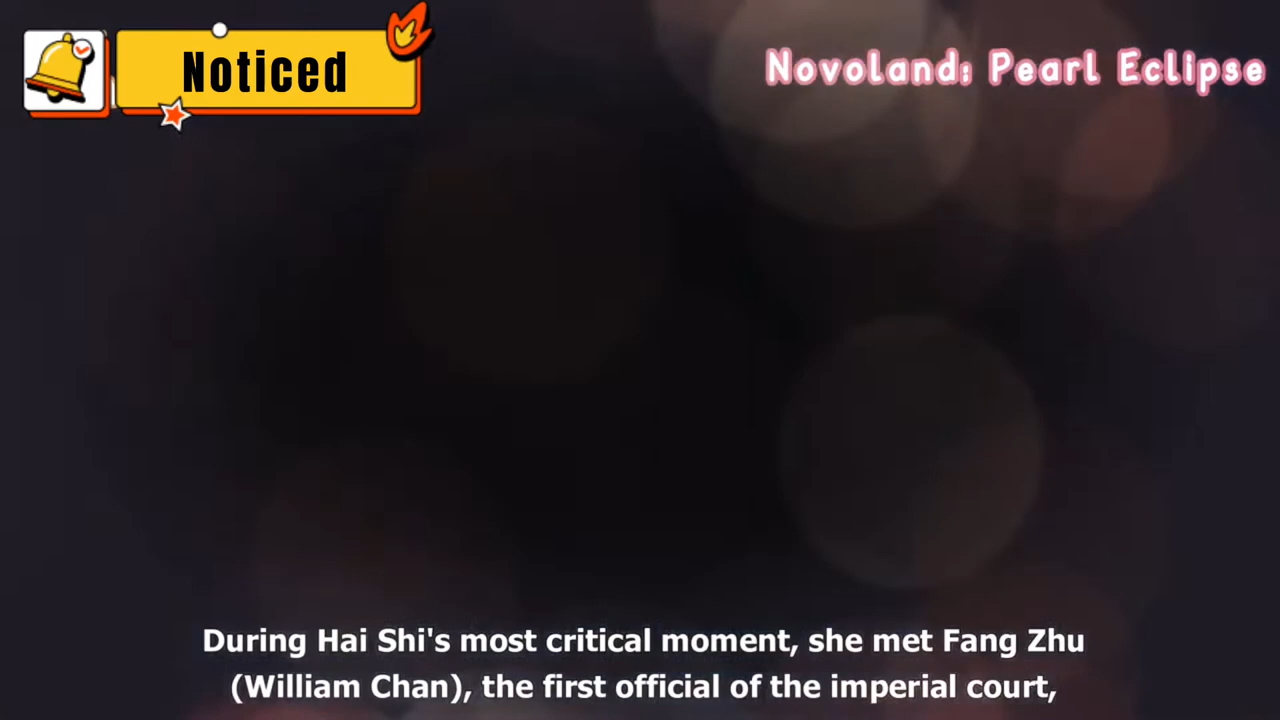 Noticed
Novoland: Pearl Eclipse
During Hai Shi's most critical moment, she met Fang Zhu
(William Chan), the first official of the imperial court,